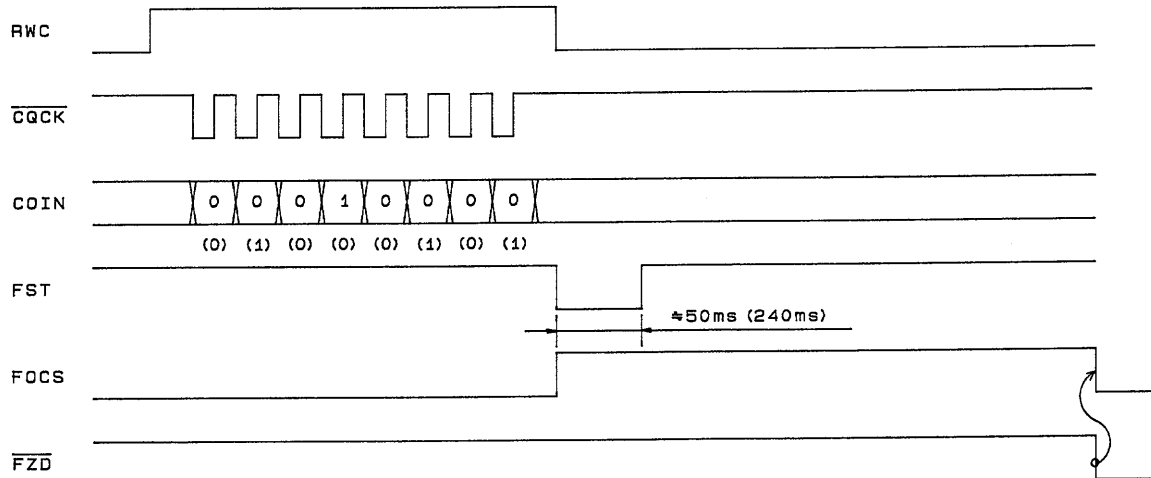 RWC
CQCK
COIN 0 0 0 1 0 0 0 0
(0) (1) (0) (0) (0) (1) (0) (1)
FST
≒50ms (240ms)
FOCS
FZD